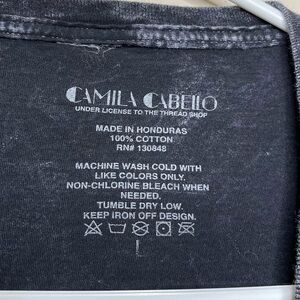 CAMILA CABELLO
UNDER LICENSE TO THE THREAD SHOP
MADE IN HONDURAS
100% COTTON
RN# 130848
MACHINE WASH COLD WITH
LIKE COLORS ONLY.
NON-CHLORINE BLEACH WHEN
NEEDED.
TUMBLE DRY LOW.
KEEP IRON OFF DESIGN.
L